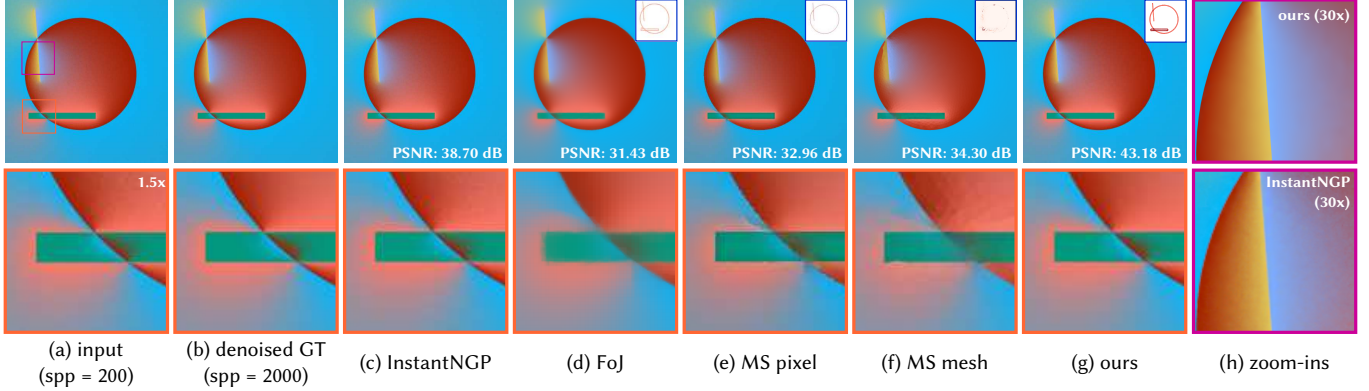 ours (30x)
PSNR: 38.70 dB
PSNR: 31.43 dB
PSNR: 32.96 dB
PSNR: 34.30 dB
PSNR: 43.18 dB
1.5x
InstantNGP
(30x)
(a) input
(spp = 200)
(b) denoised GT
(spp = 2000)
(c) InstantNGP
(d) FoJ
(e) MS pixel
(f) MS mesh
(g) ours
(h) zoom-ins